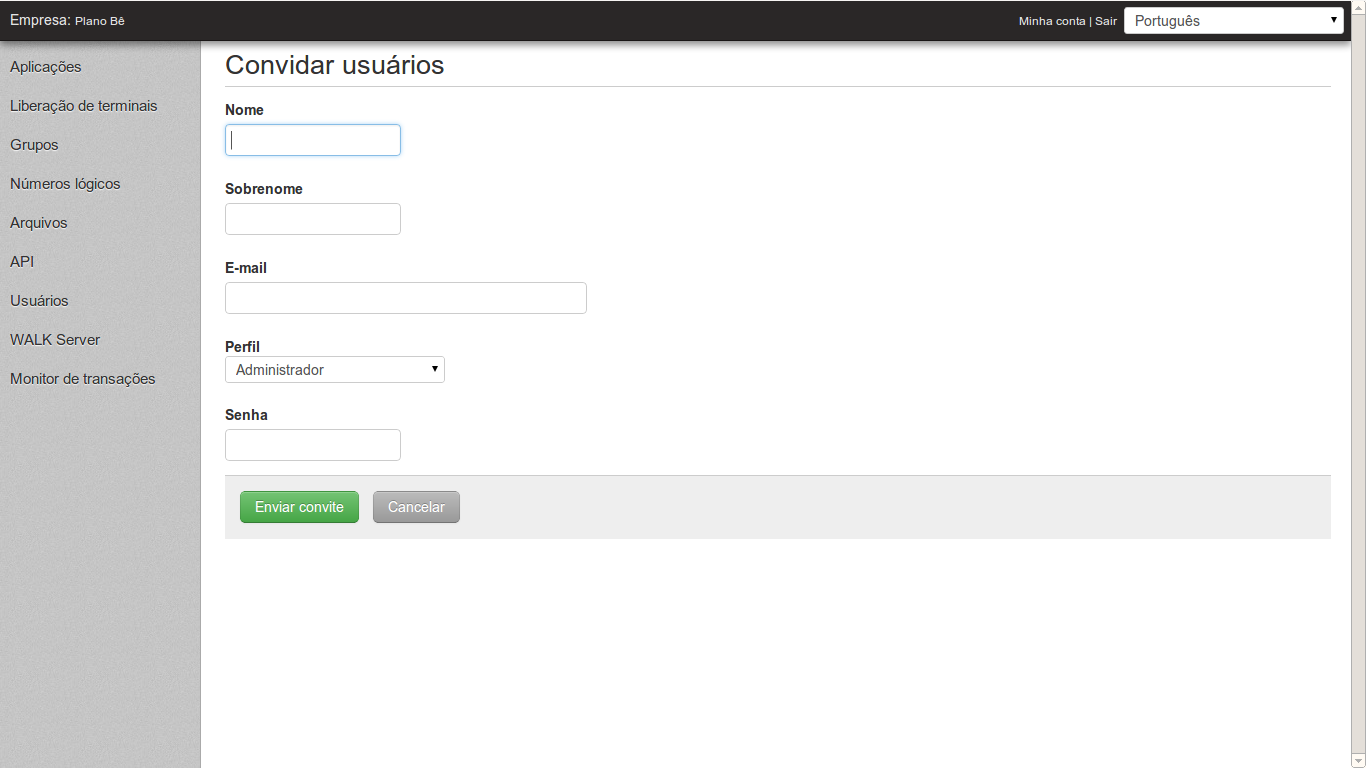 Empresa: Plano Bê
Minha conta | Sair
Português
Aplicações
Liberação de terminais
Grupos
Números lógicos
Arquivos
API
Usuários
WALK Server
Monitor de transações
Convidar usuários
Nome
Sobrenome
E-mail
Perfil
Administrador
Senha
Enviar convite
Cancelar